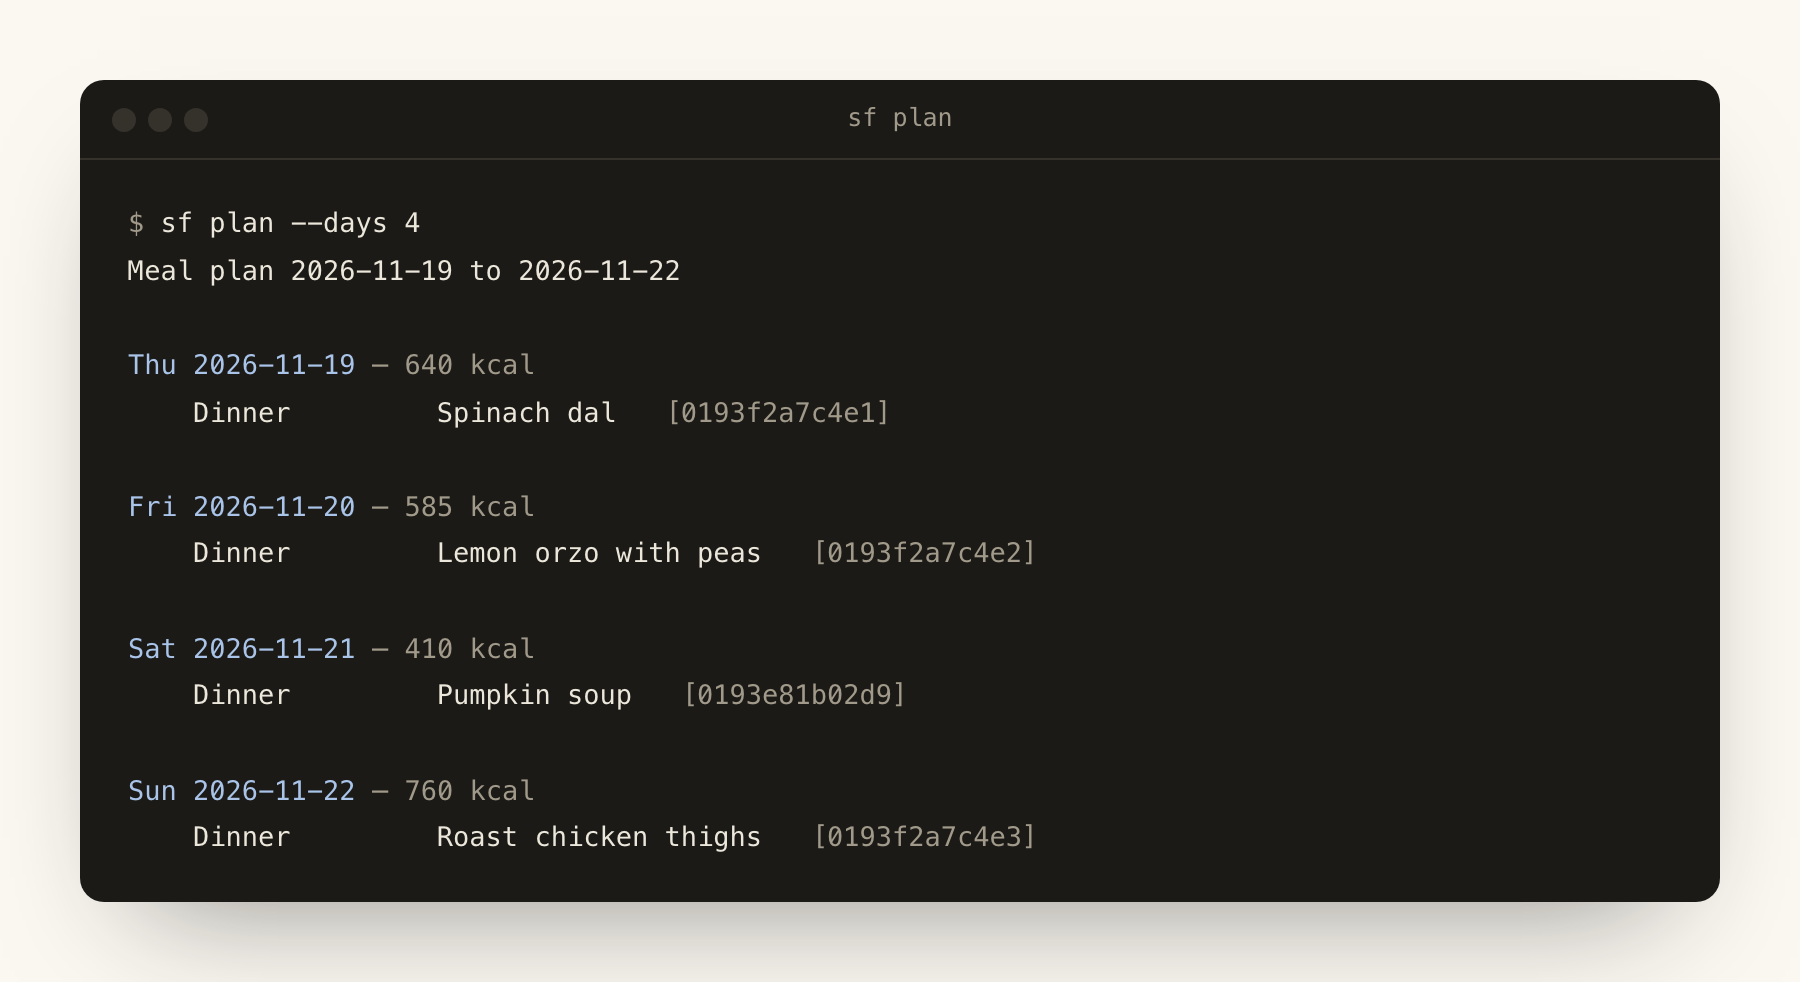 sf plan
$ sf plan --days 4
Meal plan 2026-11-19 to 2026-11-22
Thu 2026-11-19 — 640 kcal
Dinner Spinach dal [0193f2a7c4e1]
Fri 2026-11-20 — 585 kcal
Dinner Lemon orzo with peas [0193f2a7c4e2]
Sat 2026-11-21 — 410 kcal
Dinner Pumpkin soup [0193e81b02d9]
Sun 2026-11-22 — 760 kcal
Dinner Roast chicken thighs [0193f2a7c4e3]